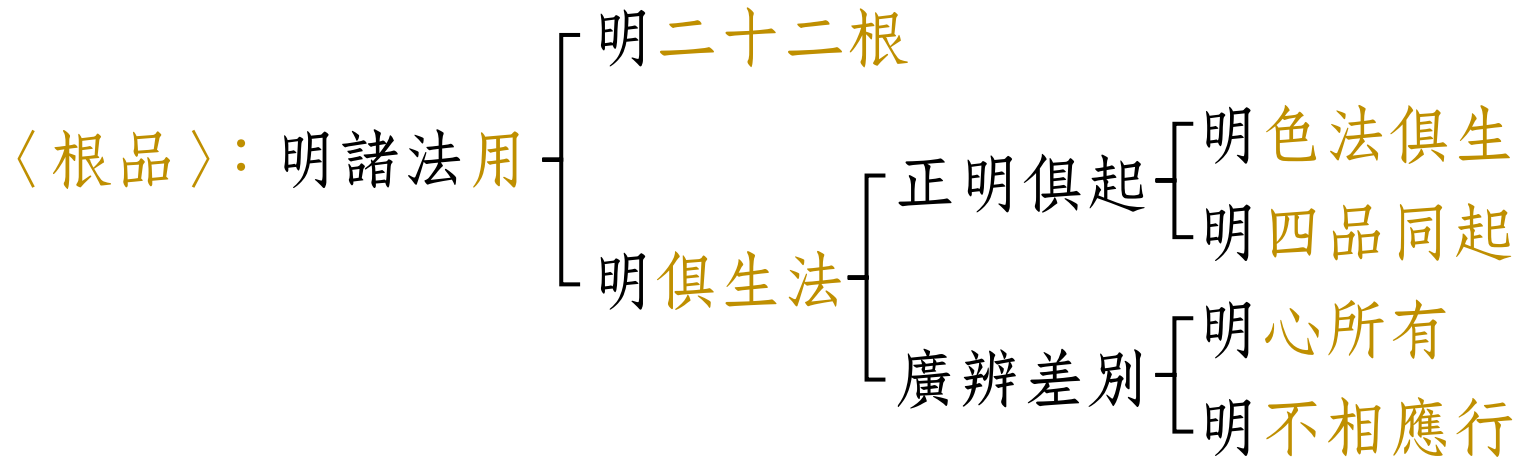 〈根品〉：明諸法用
明二十二根
明俱生法
正明俱起
明色法俱生
明四品同起
廣辨差別
明心所有
明不相應行